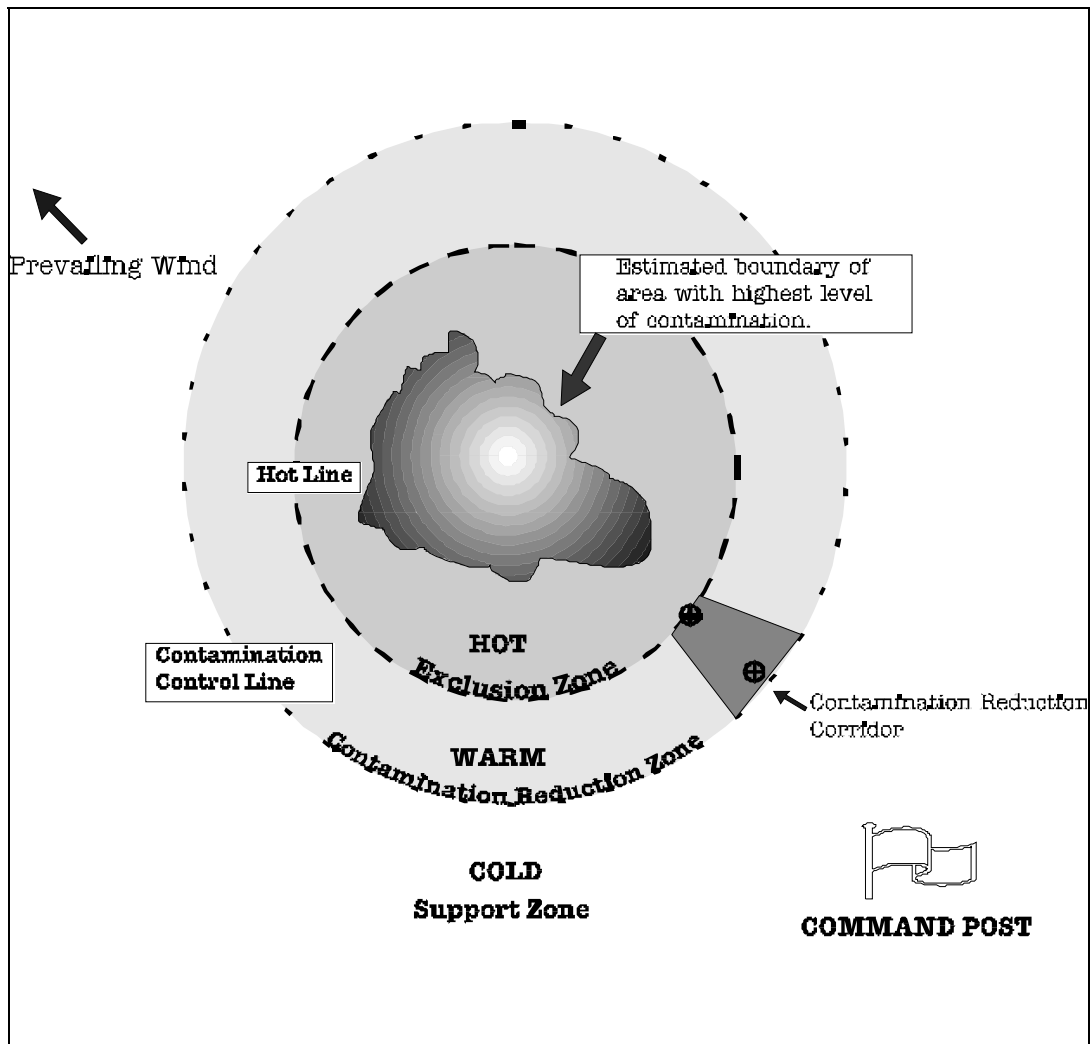 Prevailing Wind
Estimated boundary of
area with highest level
of contamination.
Hot Line
HOT
Exclusion Zone
Contamination
Control Line
Contamination Reduction
Corridor
WARM
Contamination Reduction Zone
COLD
Support Zone
COMMAND POST